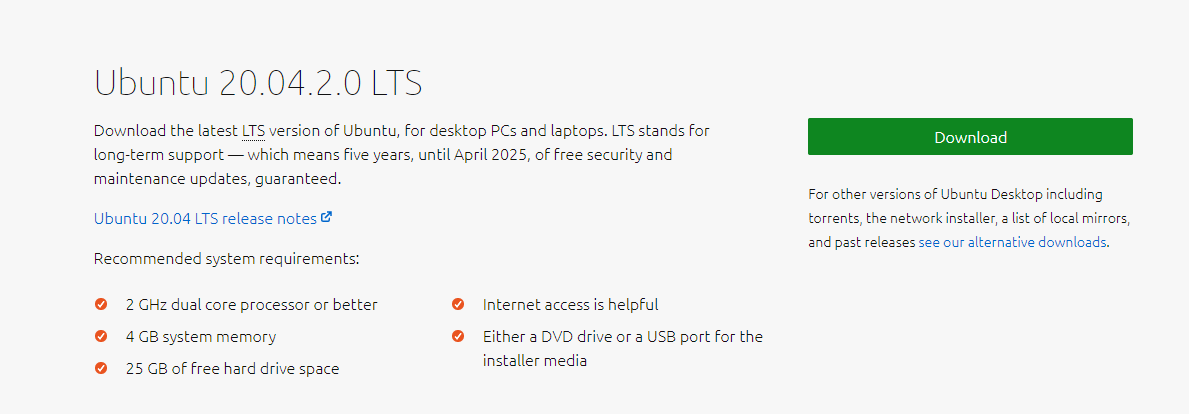 Ubuntu 20.04.2.0 LTS
Download the latest LTS version of Ubuntu, for desktop PCs and laptops. LTS stands for
long-term support — which means five years, until April 2025, of free security and
maintenance updates, guaranteed.
Ubuntu 20.04 LTS release notes
Recommended system requirements:
2 GHz dual core processor or better
4 GB system memory
25 GB of free hard drive space
Internet access is helpful
Either a DVD drive or a USB port for the
installer media
Download
For other versions of Ubuntu Desktop including
torrents, the network installer, a list of local mirrors,
and past releases see our alternative downloads.